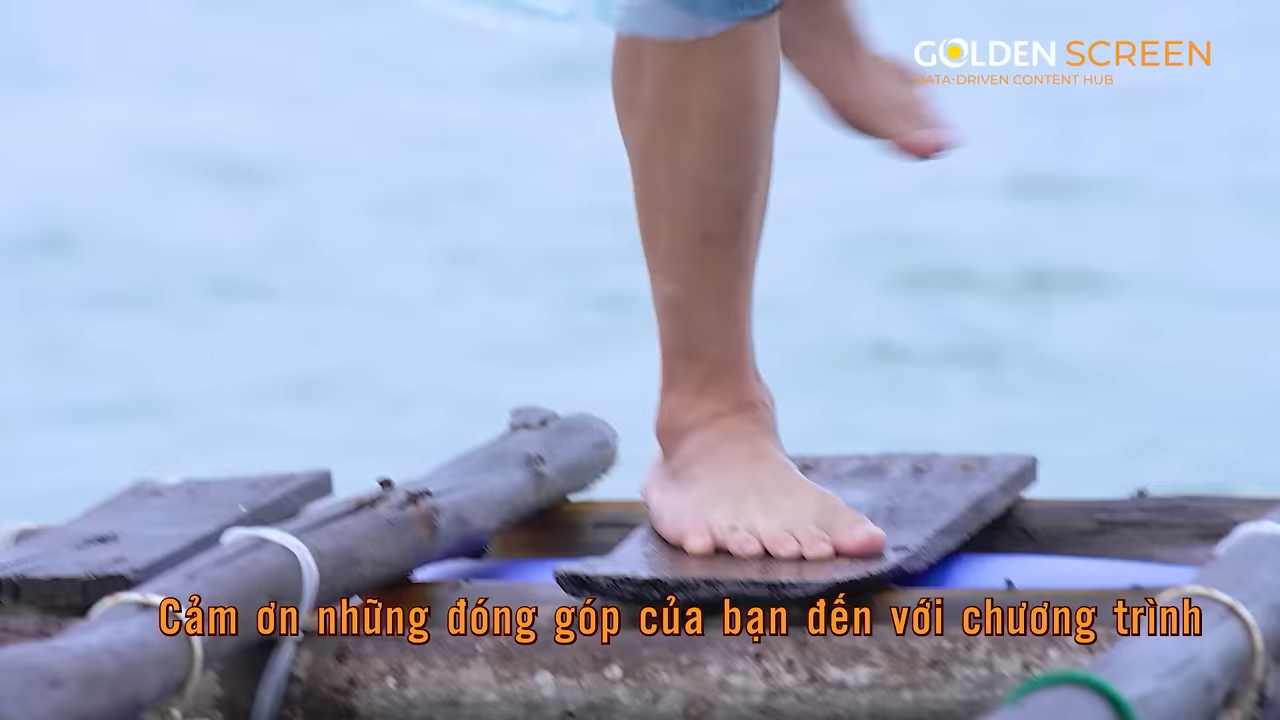 GOLDEN SCREEN
DATA-DRIVEN CONTENT HUB
Cảm ơn những đóng góp của bạn đến với chương trình